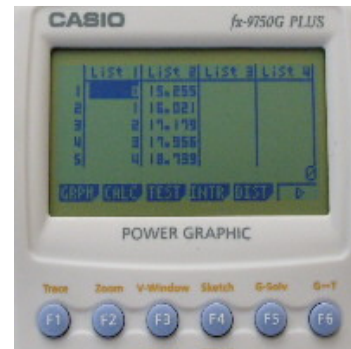 CASIO fx-9750G PLUS
List 1 List 2 List 3 List 4
1 0 15.255
2 1 16.021
3 2 17.179
4 3 17.956
5 4 18.739
0
GRPH CALC TEST INTR DIST ▷
POWER GRAPHIC
Trace Zoom V-Window Sketch G-Solv G↔T
F1 F2 F3 F4 F5 F6